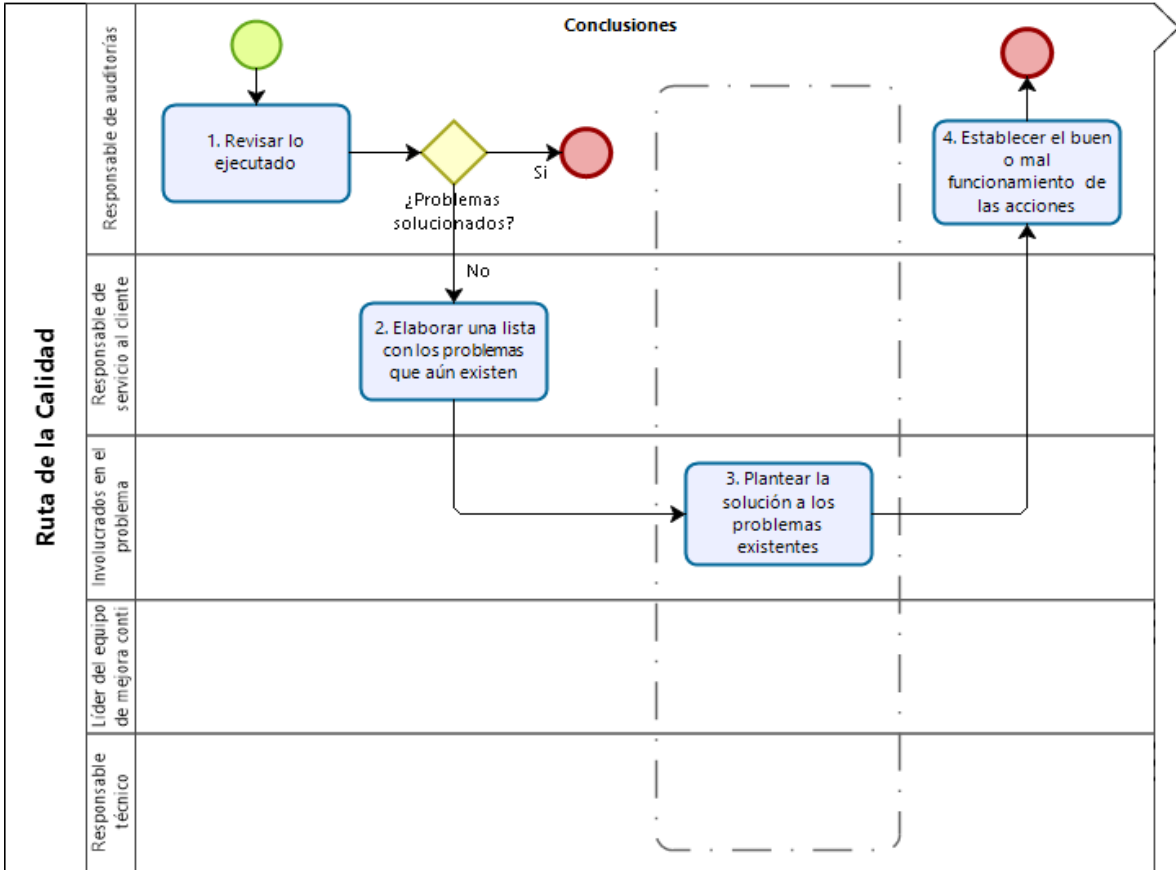 Conclusiones
Ruta de la Calidad
Responsable de auditorías
1. Revisar lo
ejecutado
¿Problemas
solucionados?
Si
No
4. Establecer el buen
o mal
funcionamiento de
las acciones
Responsable de
servicio al cliente
2. Elaborar una lista
con los problemas
que aún existen
Involucrados en el
problema
3. Plantear la
solución a los
problemas
existentes
Líder del equipo
de mejora conti
Responsable
técnico